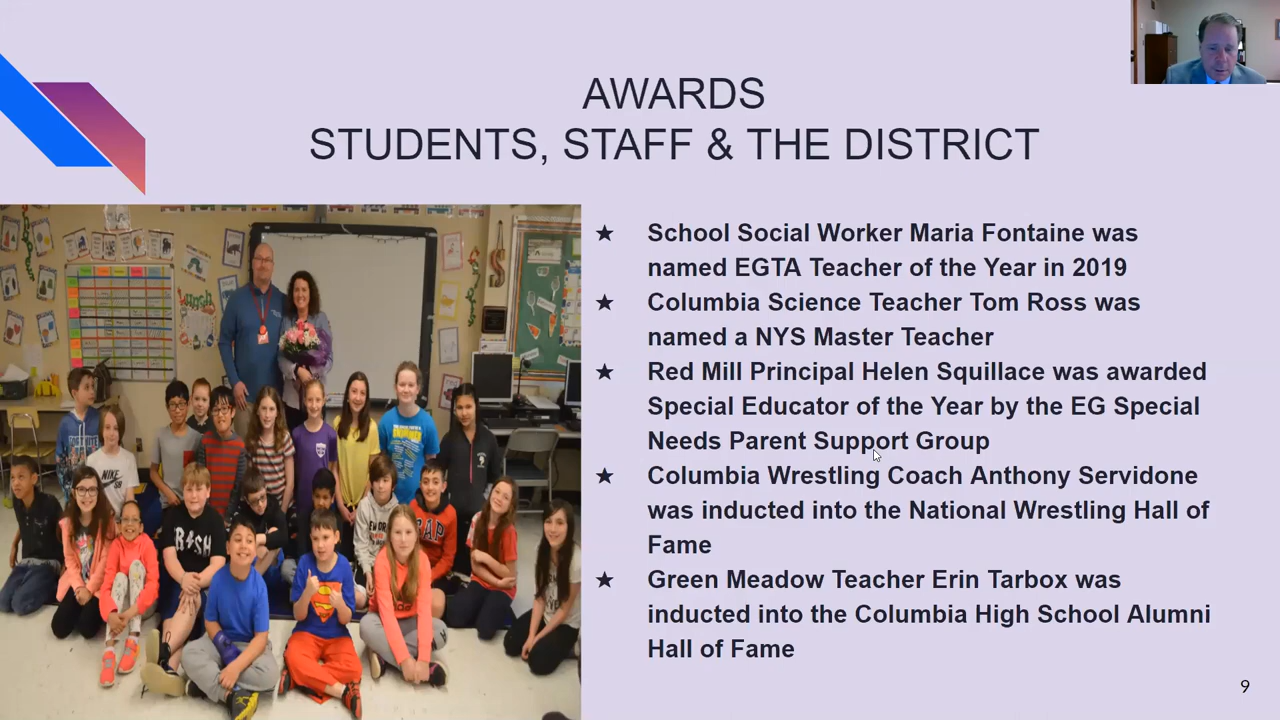 AWARDS
STUDENTS, STAFF & THE DISTRICT
★ School Social Worker Maria Fontaine was
named EGTA Teacher of the Year in 2019
★ Columbia Science Teacher Tom Ross was
named a NYS Master Teacher
★ Red Mill Principal Helen Squillace was awarded
Special Educator of the Year by the EG Special
Needs Parent Support Group
★ Columbia Wrestling Coach Anthony Servidone
was inducted into the National Wrestling Hall of
Fame
★ Green Meadow Teacher Erin Tarbox was
inducted into the Columbia High School Alumni
Hall of Fame
NIKE
GAP
9